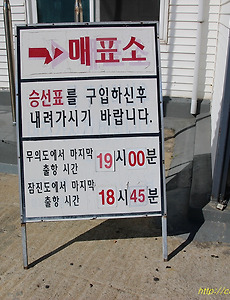 매표소
승선표를 구입하신후
내려가시기 바랍니다.
무의도에서 마지막
출항 시간 19시00분
잠진도에서 마지막
출항 시간 18시45분
http://c